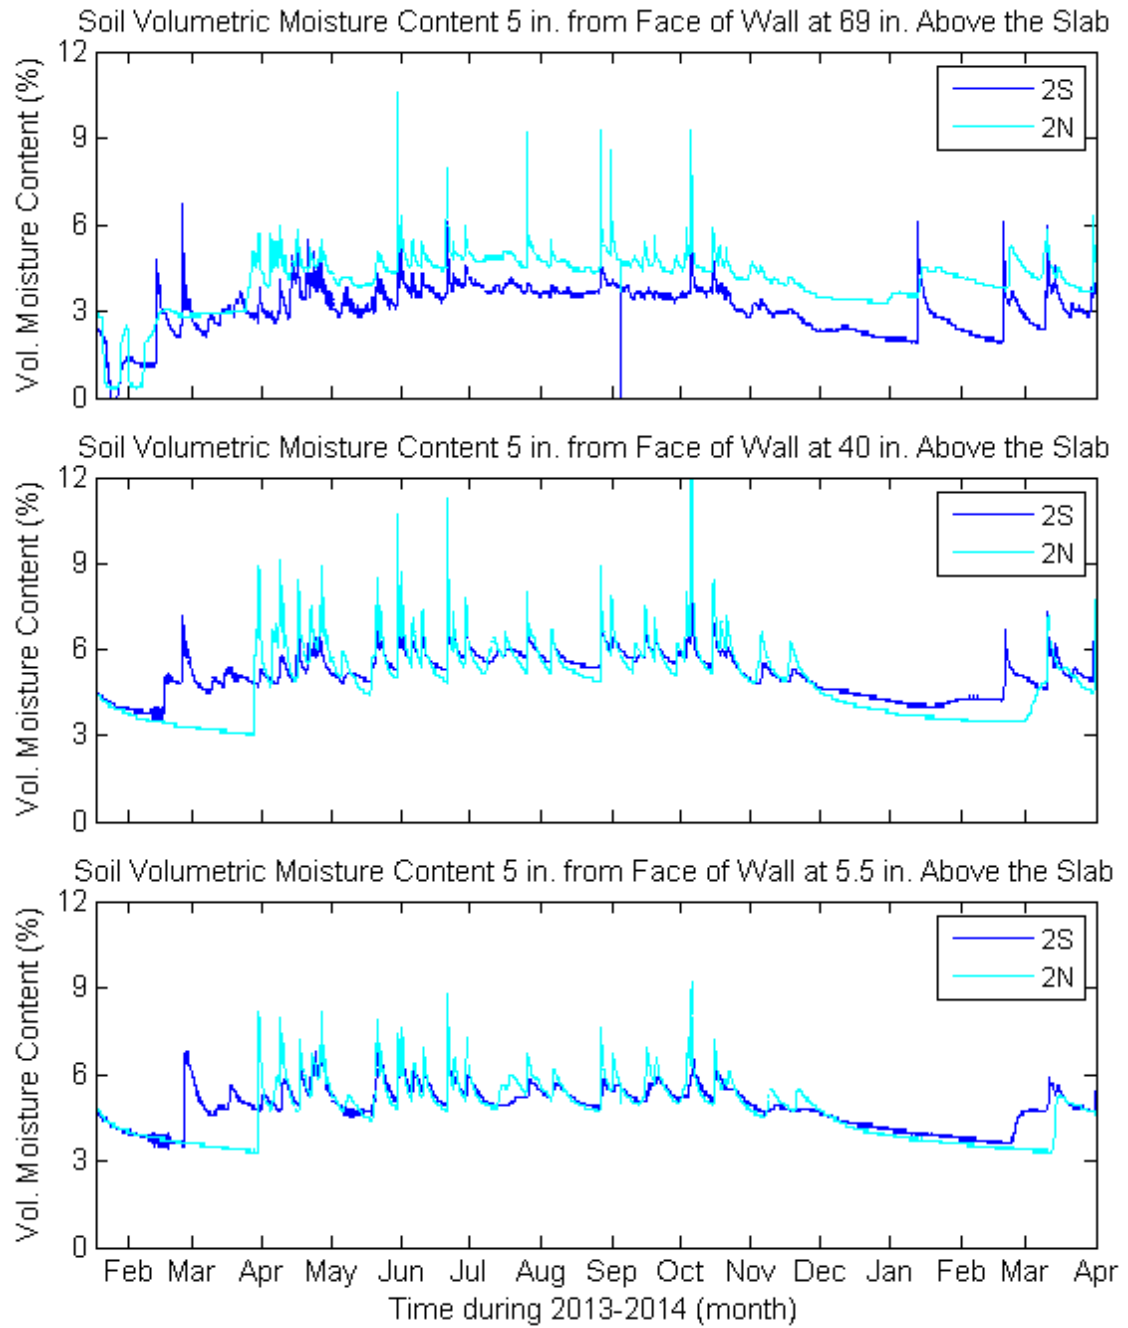 Soil Volumetric Moisture Content 5 in. from Face of Wall at 69 in. Above the Slab
12
9
6
3
0
Vol. Moisture Content (%)
2S
2N
Soil Volumetric Moisture Content 5 in. from Face of Wall at 40 in. Above the Slab
12
9
6
3
0
Vol. Moisture Content (%)
2S
2N
Soil Volumetric Moisture Content 5 in. from Face of Wall at 5.5 in. Above the Slab
12
9
6
3
0
Vol. Moisture Content (%)
2S
2N
Feb Mar Apr May Jun Jul Aug Sep Oct Nov Dec Jan Feb Mar Apr
Time during 2013-2014 (month)